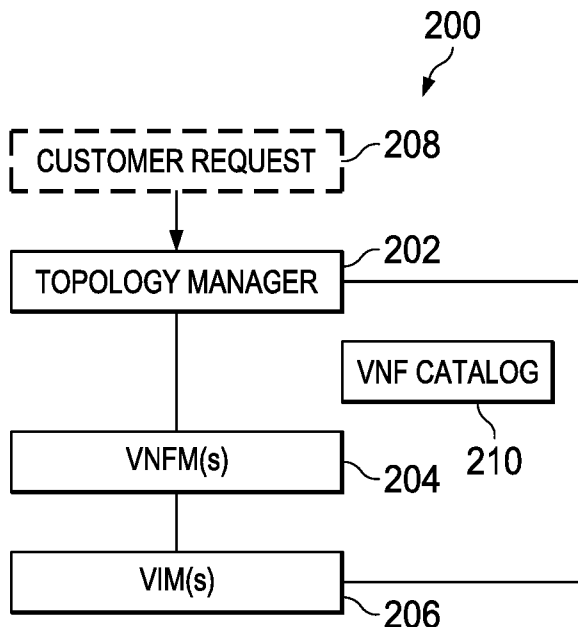 200
CUSTOMER REQUEST
208
202
TOPOLOGY MANAGER
VNF CATALOG
210
VNFM(s)
204
VIM(s)
206